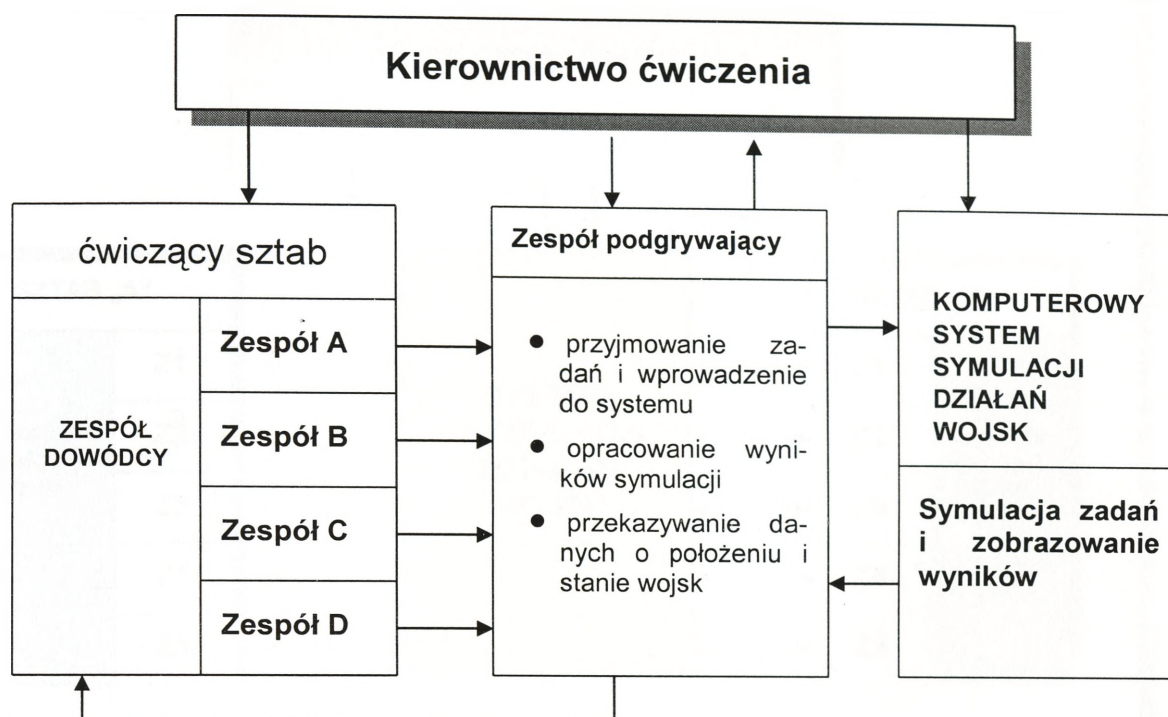 Kierownictwo ćwiczenia
ćwiczący sztab
ZESPÓŁ
DOWÓDCY
Zespół A
Zespół B
Zespół C
Zespół D
Zespół podgrywający
● przyjmowanie za-
dań i wprowadzenie
do systemu
● opracowanie wyni-
ków symulacji
● przekazywanie da-
nych o położeniu i
stanie wojsk
KOMPUTEROWY
SYSTEM
SYMULACJI
DZIAŁAŃ
WOJSK
Symulacja zadań
i zobrazowanie
wyników